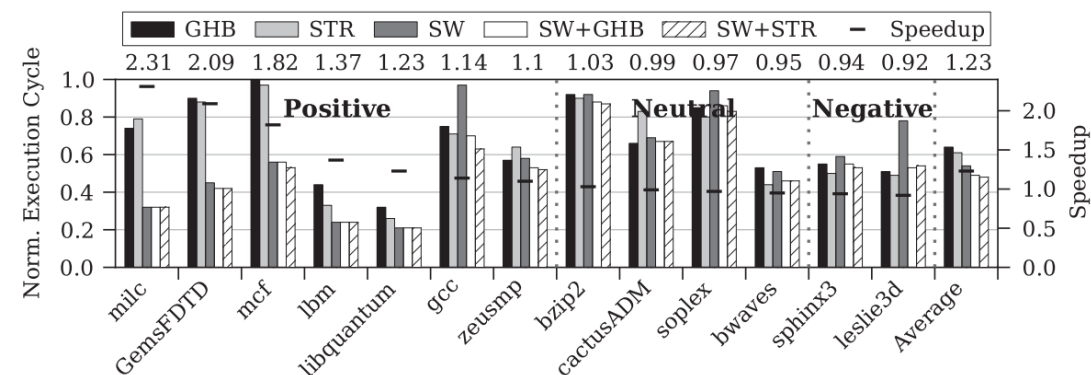 GHB STR SW SW+GHB SW+STR Speedup
2.31 2.09 1.82 1.37 1.23 1.14 1.1 1.03 0.99 0.97 0.95 0.94 0.92 1.23
Norm. Execution Cycle
1.0
0.8
0.6
0.4
0.2
0.0
Positive Neutral Negative
2.0
1.5
1.0
0.5
0.0
Speedup
milc
GemsFDTD
mcf
lbm
libquantum
gcc
zeusmp
bzip2
cactusADM
soplex
bwaves
sphinx3
leslie3d
Average